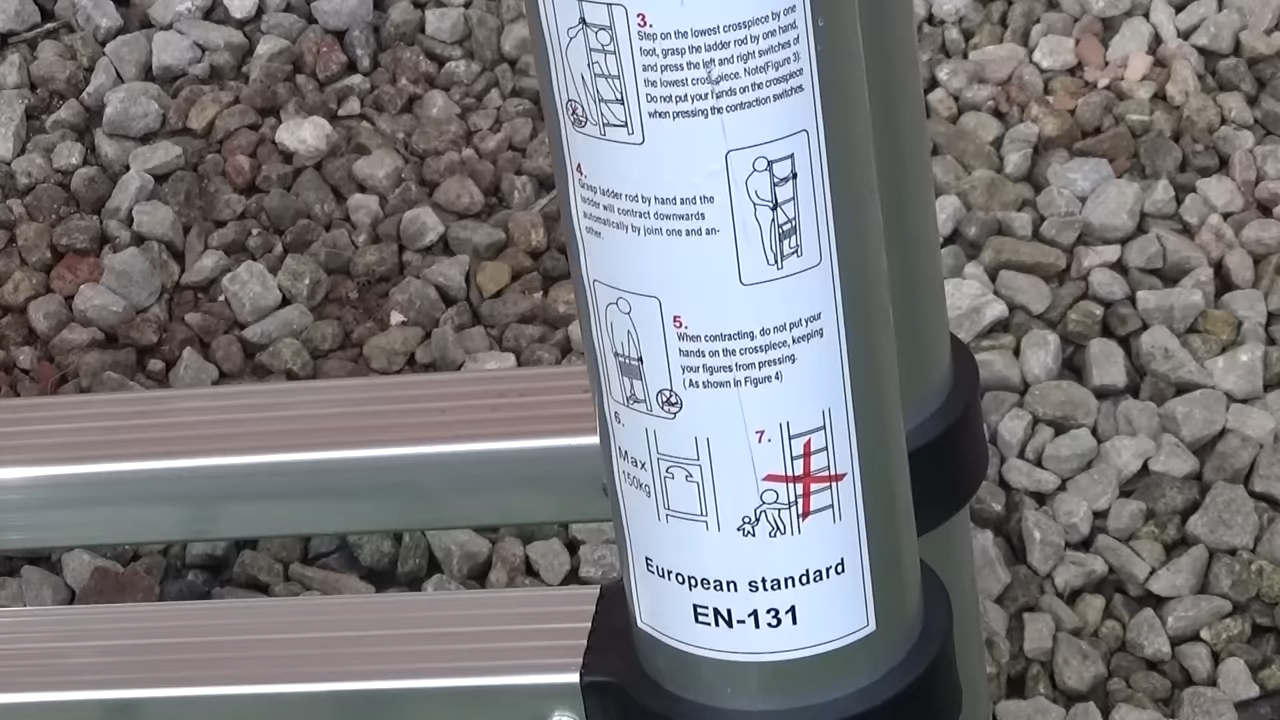 3.
Step on the lowest crosspiece by one
foot, grasp the ladder rod by one hand,
and press the left and right switches of
the lowest crosspiece. Note(Figure 3):
Do not put your hands on the crosspiece
when pressing the contraction switches.
4.
Grasp ladder rod by hand and the
ladder will contract downwards
automatically by joint one and an-
other.
5.
When contracting, do not put your
hands on the crosspiece, keeping
your figures from pressing.
( As shown in Figure 4)
6.
Max
150kg
7.
European standard
EN-131